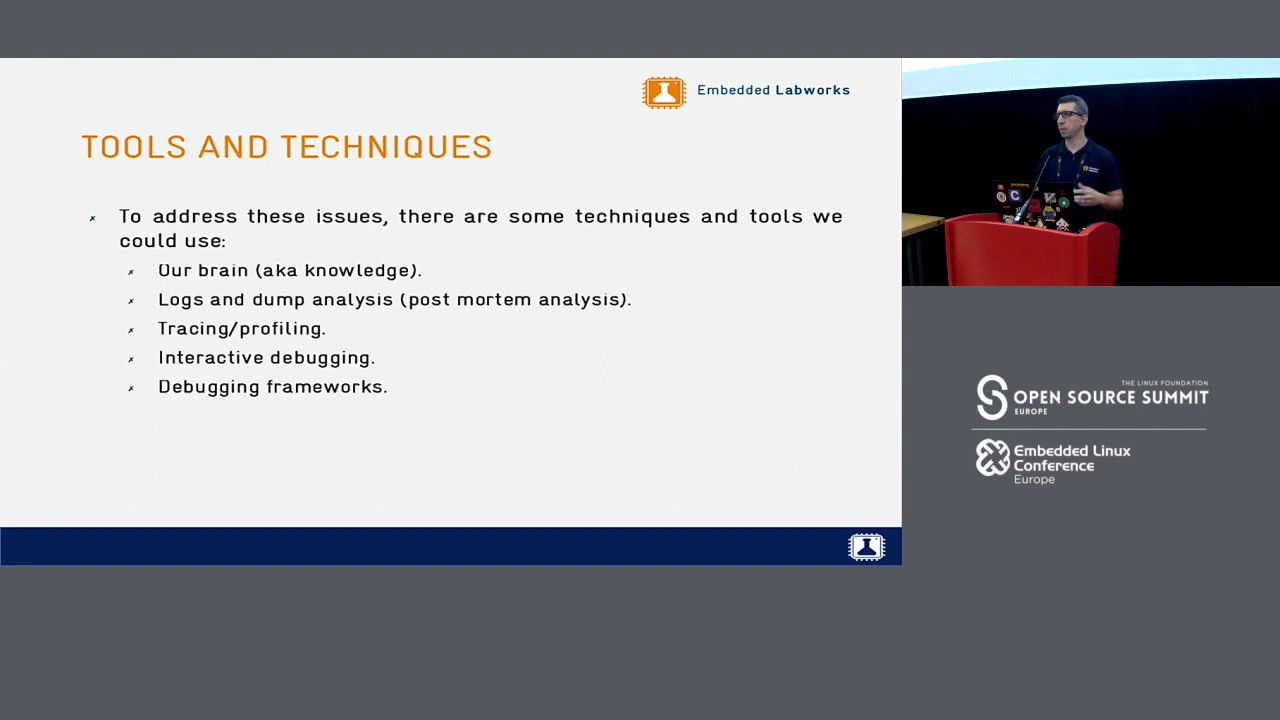 Embedded Labworks
TOOLS AND TECHNIQUES
To address these issues, there are some techniques and tools we
could use:
Our brain (aka knowledge).
Logs and dump analysis (post mortem analysis).
Tracing/profiling.
Interactive debugging.
Debugging frameworks.
THE LINUX FOUNDATION
OPEN SOURCE SUMMIT
EUROPE
Embedded Linux
Conference
Europe